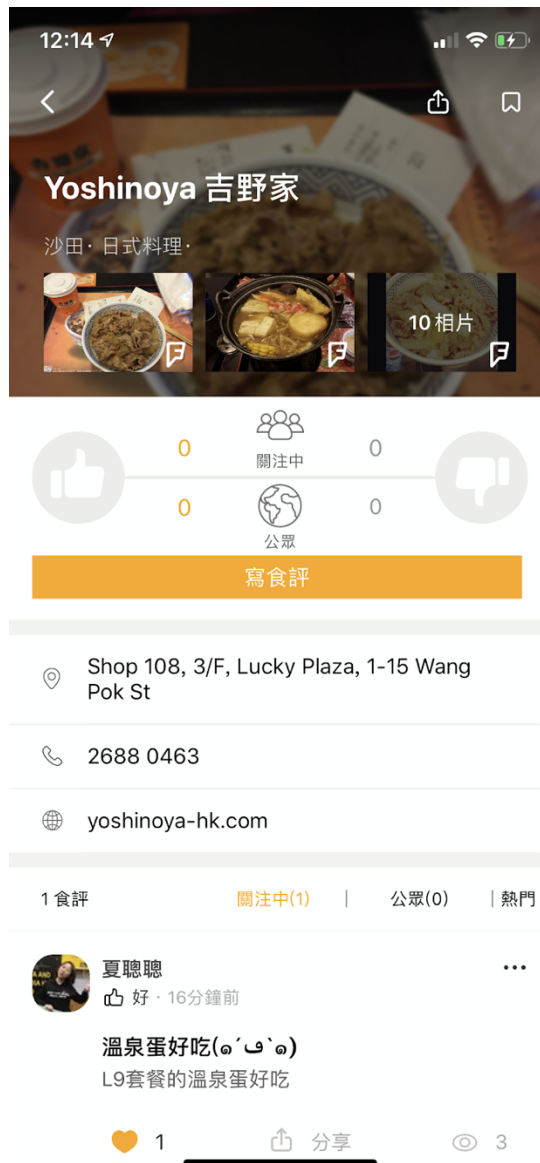 12:14
Yoshinoya 吉野家
沙田· 日式料理·
10 相片
0
關注中
0
0
公眾
0
寫食評
Shop 108, 3/F, Lucky Plaza, 1-15 Wang
Pok St
2688 0463
yoshinoya-hk.com
1 食評
關注中(1)
|
公眾(0)
| 熱門
夏聰聰
好 · 16分鐘前
溫泉蛋好吃(๑´ڡ`๑)
L9套餐的溫泉蛋好吃
1
分享
3